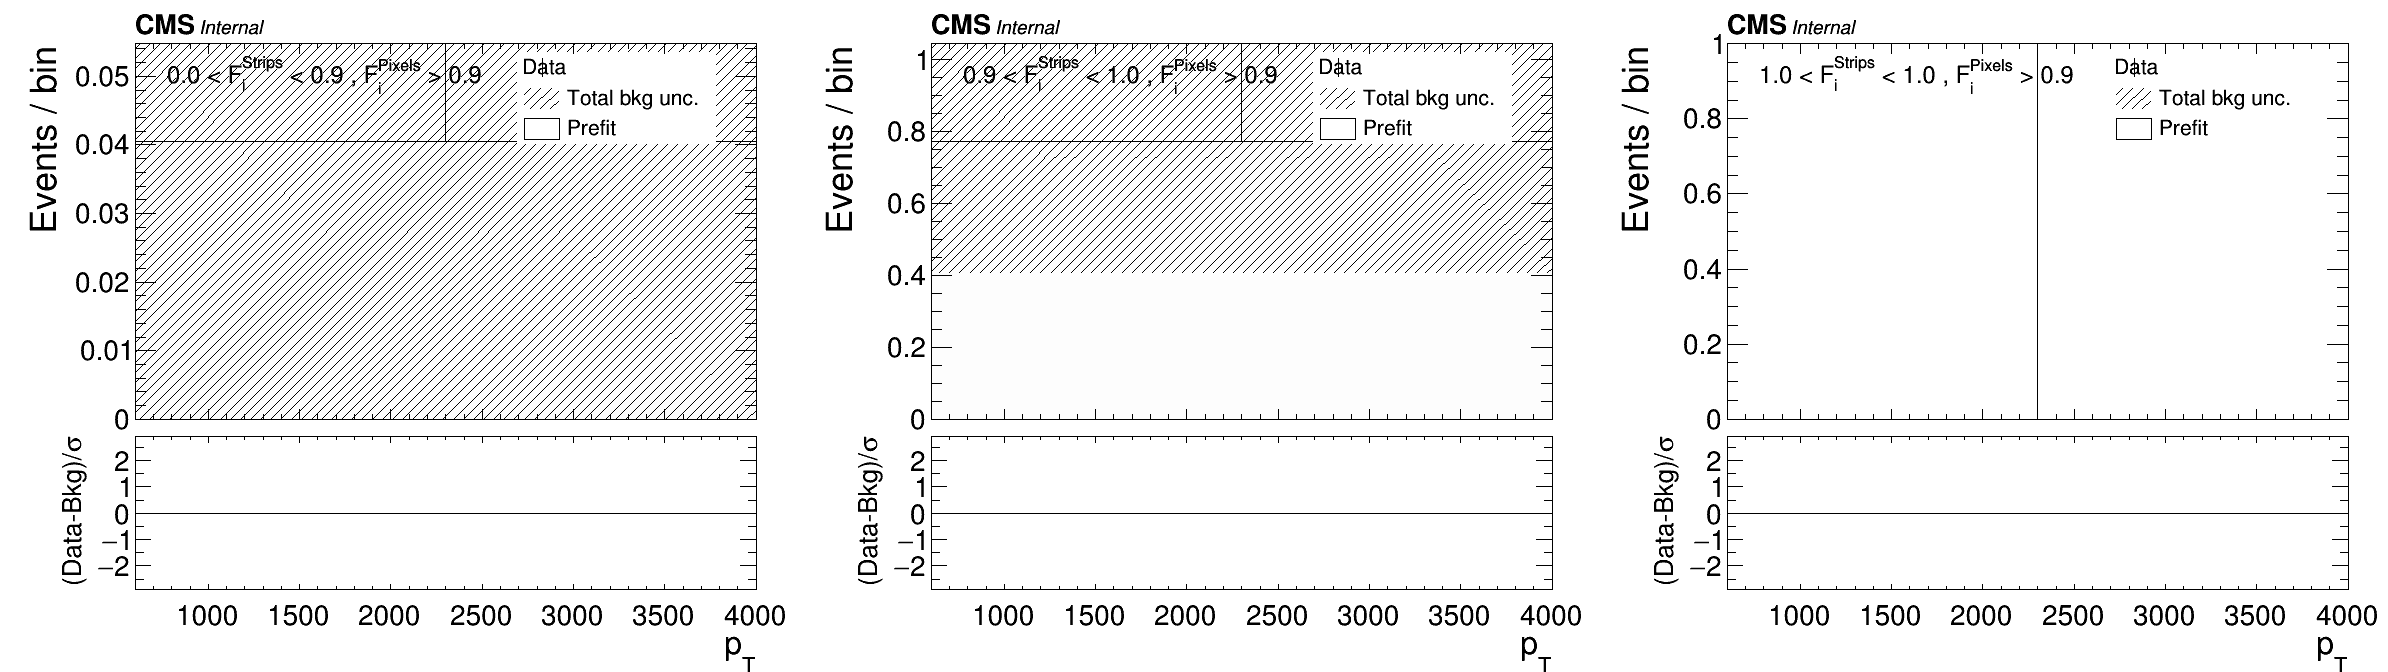 CMS Internal
Events / bin
0.0 < F_i^Strips < 0.9 , F_i^Pixels > 0.9
Data
Total bkg unc.
Prefit
0.05
0.04
0.03
0.02
0.01
0
(Data-Bkg)/σ
2
1
0
−1
−2
1000 1500 2000 2500 3000 3500 4000
p_T
CMS Internal
Events / bin
0.9 < F_i^Strips < 1.0 , F_i^Pixels > 0.9
Data
Total bkg unc.
Prefit
1
0.8
0.6
0.4
0.2
0
(Data-Bkg)/σ
2
1
0
−1
−2
1000 1500 2000 2500 3000 3500 4000
p_T
CMS Internal
Events / bin
1.0 < F_i^Strips < 1.0 , F_i^Pixels > 0.9
Data
Total bkg unc.
Prefit
1
0.8
0.6
0.4
0.2
0
(Data-Bkg)/σ
2
1
0
−1
−2
1000 1500 2000 2500 3000 3500 4000
p_T